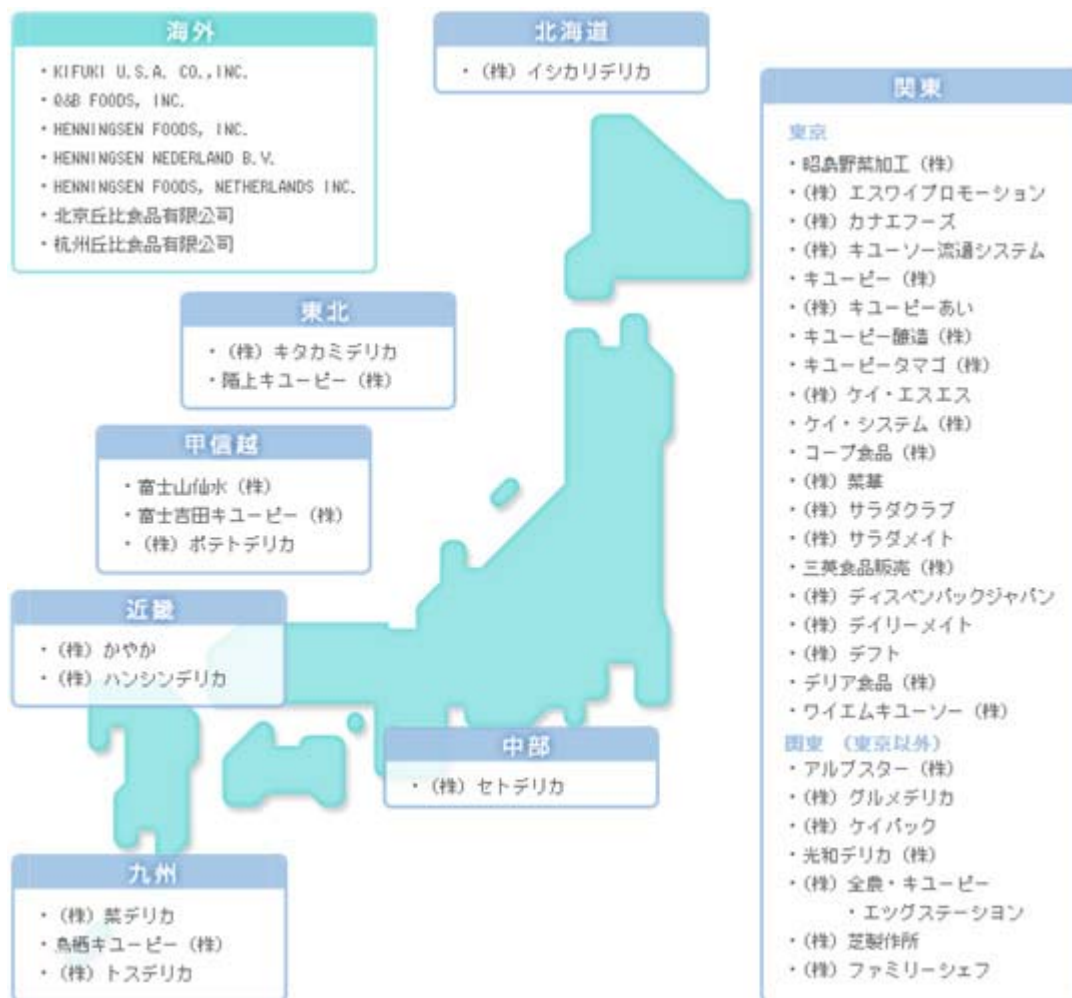 海外
・KIFUKI U.S.A. CO.,INC.
・Q&B FOODS, INC.
・HENNINGSEN FOODS, INC.
・HENNINGSEN NEDERLAND B.V.
・HENNINGSEN FOODS, NETHERLANDS INC.
・北京丘比食品有限公司
・杭州丘比食品有限公司
北海道
・(株) イシカリデリカ
東北
・(株) キタカミデリカ
・階上キユーピー (株)
甲信越
・富士山仙水 (株)
・富士吉田キユーピー (株)
・(株) ポテトデリカ
近畿
・(株) かやか
・(株) ハンシンデリカ
中部
・(株) セトデリカ
九州
・(株) 菜デリカ
・鳥栖キユーピー (株)
・(株) トスデリカ
関東
東京
・昭島野菜加工 (株)
・(株) エスワイプロモーション
・(株) カナエフーズ
・(株) キユーソー流通システム
・キユーピー (株)
・(株) キユーピーあい
・キユーピー醸造 (株)
・キユーピータマゴ (株)
・(株) ケイ・エスエス
・ケイ・システム (株)
・コープ食品 (株)
・(株) 菜華
・(株) サラダクラブ
・(株) サラダメイト
・三英食品販売 (株)
・(株) ディスペンパックジャパン
・(株) デイリーメイト
・(株) デフト
・デリア食品 (株)
・ワイエムキユーソー (株)
関東 (東京以外)
・アルプスター (株)
・(株) グルメデリカ
・(株) ケイパック
・光和デリカ (株)
・(株) 全農・キユーピー
・エツグステーシヨン
・(株) 芝製作所
・(株) ファミリーシェフ